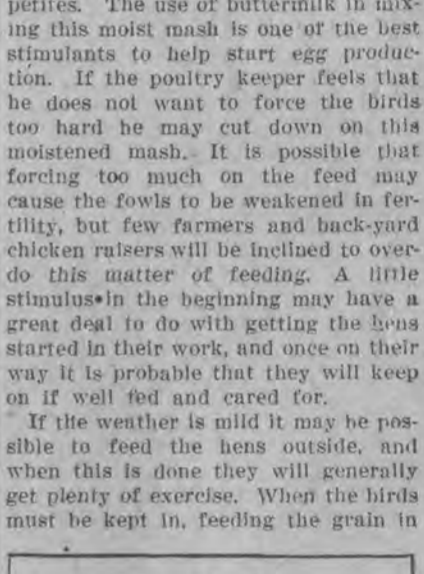 petites. The use of buttermilk in mix-
ing this moist mash is one of the best
stimulants to help start egg produc-
tion. If the poultry keeper feels that
he does not want to force the birds
too hard he may cut down on this
moistened mash. It is possible that
forcing too much on the feed may
cause the fowls to be weakened in fer-
tility, but few farmers and back-yard
chicken raisers will be inclined to over-
do this matter of feeding. A little
stimulus in the beginning may have a
great deal to do with getting the hens
started in their work, and once on their
way it is probable that they will keep
on if well fed and cared for.
If the weather is mild it may be pos-
sible to feed the hens outside, and
when this is done they will generally
get plenty of exercise. When the birds
must be kept in, feeding the grain in